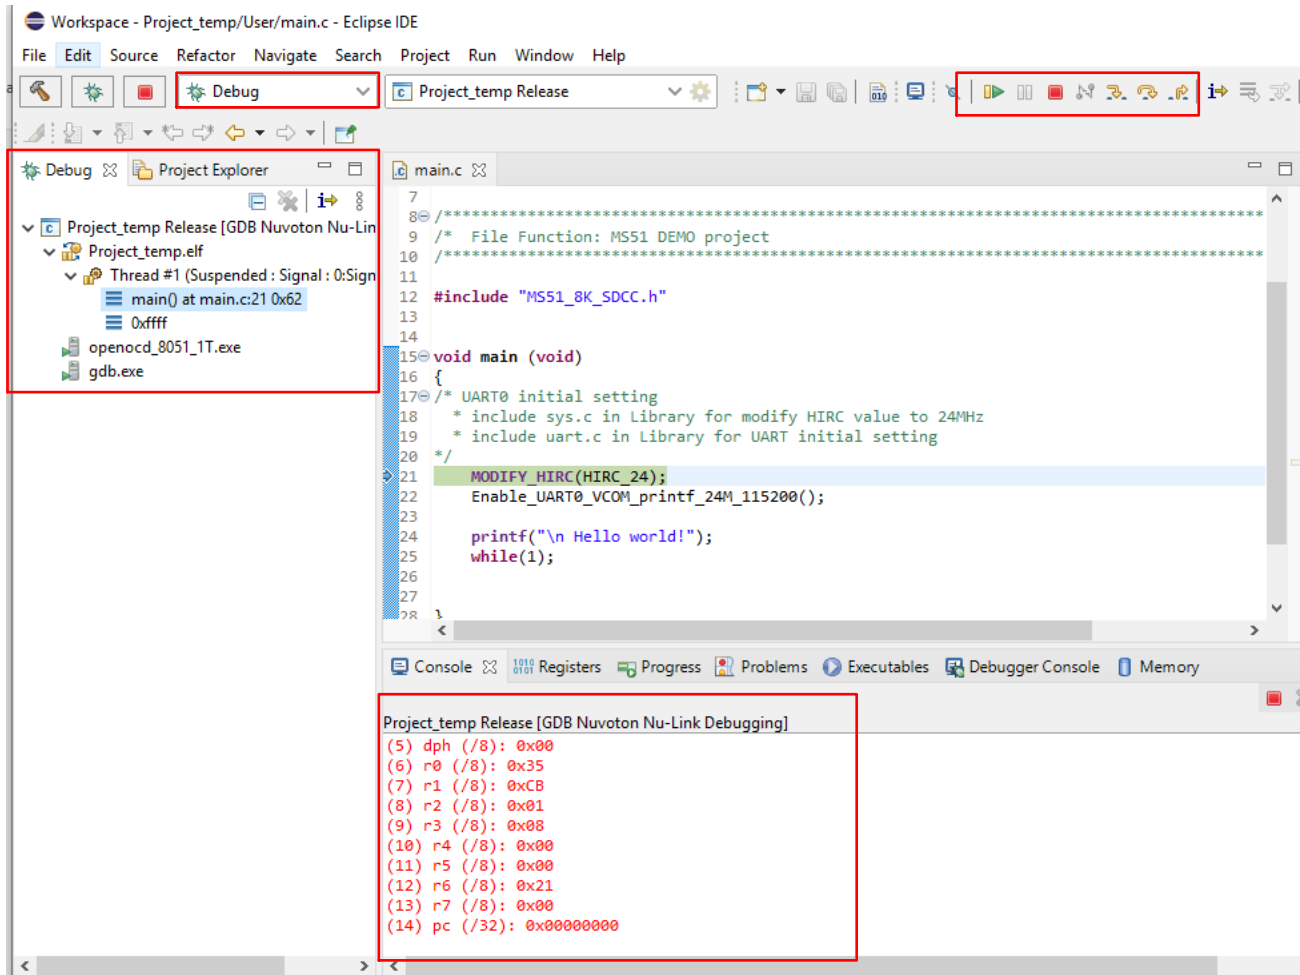 Workspace - Project_temp/User/main.c - Eclipse IDE
File Edit Source Refactor Navigate Search Project Run Window Help
Debug
Project_temp Release
Debug
Project Explorer
Project_temp Release [GDB Nuvoton Nu-Lin
Project_temp.elf
Thread #1 (Suspended : Signal : 0:Sign
main() at main.c:21 0x62
0xffff
openocd_8051_1T.exe
gdb.exe
main.c
7
8 /****************************************************************************************
9 /*  File Function: MS51 DEMO project
10 /****************************************************************************************
11
12 #include "MS51_8K_SDCC.h"
13
14
15 void main (void)
16 {
17 /* UART0 initial setting
18   * include sys.c in Library for modify HIRC value to 24MHz
19   * include uart.c in Library for UART initial setting
20 */
21     MODIFY_HIRC(HIRC_24);
22     Enable_UART0_VCOM_printf_24M_115200();
23
24     printf("\n Hello world!");
25     while(1);
26
27
28 }
Console Registers Progress Problems Executables Debugger Console Memory
Project_temp Release [GDB Nuvoton Nu-Link Debugging]
(5) dph (/8): 0x00
(6) r0 (/8): 0x35
(7) r1 (/8): 0xCB
(8) r2 (/8): 0x01
(9) r3 (/8): 0x08
(10) r4 (/8): 0x00
(11) r5 (/8): 0x00
(12) r6 (/8): 0x21
(13) r7 (/8): 0x00
(14) pc (/32): 0x00000000